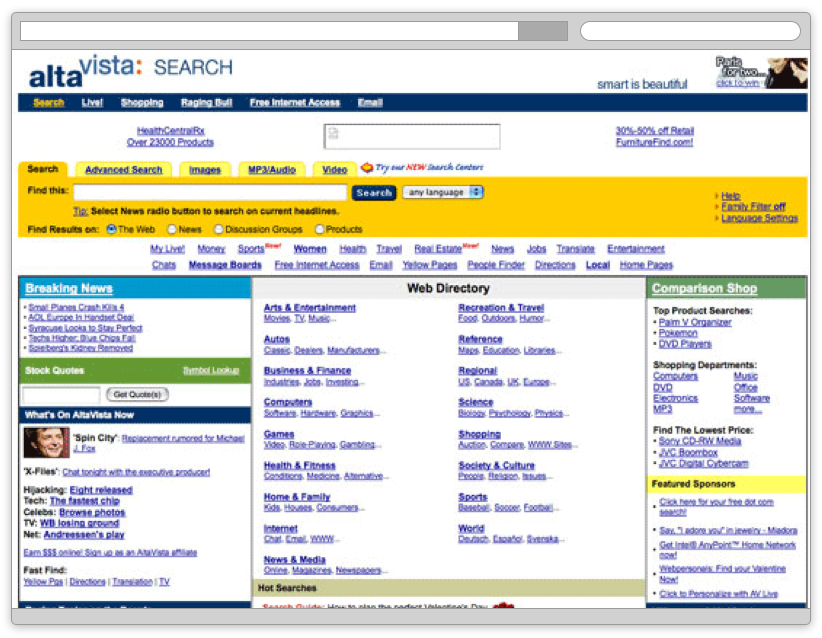 altavista: SEARCH
smart is beautiful
Paris for two...
click to win
Search Live! Shopping Raging Bull Free Internet Access Email
HealthCentralRx
Over 23000 Products
30%-50% off Retail
FurnitureFind.com!
Search Advanced Search Images MP3/Audio Video Try our NEW Search Centers
Find this: Search any language
Help
Family Filter off
Language Settings
Tip: Select News radio button to search on current headlines.
Find Results on: The Web News Discussion Groups Products
My Live! Money Sports New! Women Health Travel Real Estate New! News Jobs Translate Entertainment
Chats Message Boards Free Internet Access Email Yellow Pages People Finder Directions Local Home Pages
Breaking News
• Small Planes Crash Kills 4
• AOL Europe In Handset Deal
• Syracuse Looks to Stay Perfect
• Techs Higher; Blue Chips Fall
• Spielberg's Kidney Removed
Stock Quotes Symbol Lookup
Get Quote(s)
What's On AltaVista Now
'Spin City': Replacement rumored for Michael
J. Fox
'X-Files': Chat tonight with the executive producer!
Hijacking: Eight released
Tech: The fastest chip
Celebs: Browse photos
TV: WB losing ground
Net: Andreessen's play
Earn $$$ online! Sign up as an AltaVista affiliate
Fast Find:
Yellow Pgs | Directions | Translation | TV
Web Directory
Arts & Entertainment
Movies, TV, Music...
Autos
Classic, Dealers, Manufacturers...
Business & Finance
Industries, Jobs, Investing...
Computers
Software, Hardware, Graphics...
Games
Video, Role-Playing, Gambling...
Health & Fitness
Conditions, Medicine, Alternative...
Home & Family
Kids, Houses, Consumers...
Internet
Chat, Email, WWW...
News & Media
Online, Magazines, Newspapers...
Recreation & Travel
Food, Outdoors, Humor...
Reference
Maps, Education, Libraries...
Regional
US, Canada, UK, Europe...
Science
Biology, Psychology, Physics...
Shopping
Auction, Compare, WWW Sites...
Society & Culture
People, Religion, Issues...
Sports
Baseball, Soccer, Football...
World
Deutsch, Español, Svenska...
Hot Searches
Search Guide: How to plan the perfect Valentine's Day
Comparison Shop
Top Product Searches:
• Palm V Organizer
• Pokemon
• DVD Players
Shopping Departments:
Computers Music
DVD Office
Electronics Software
MP3 more...
Find The Lowest Price:
• Sony CD-RW Media
• JVC Boombox
• JVC Digital Cybercam
Featured Sponsors
• Click here for your free dot com
search!
• Say, "I adore you" in jewelry - Miadora
• Get Intel® AnyPoint™ Home Network
now!
• Webpersonals: Find your Valentine
Now!
• Click to Personalize with AV Live